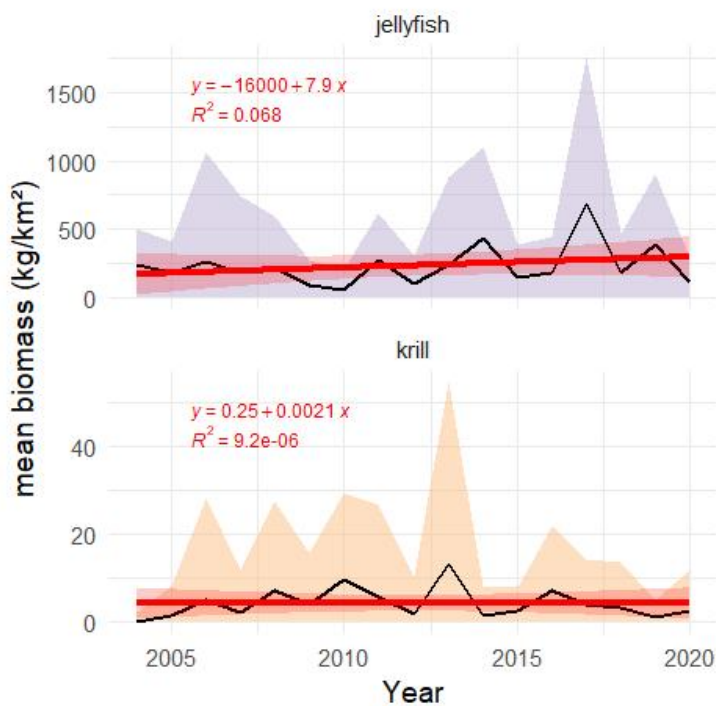 jellyfish
y = −16000 + 7.9 x
R² = 0.068
1500
1000
500
0
mean biomass (kg/km²)
krill
y = 0.25 + 0.0021 x
R² = 9.2e-06
40
20
0
2005 2010 2015 2020
Year